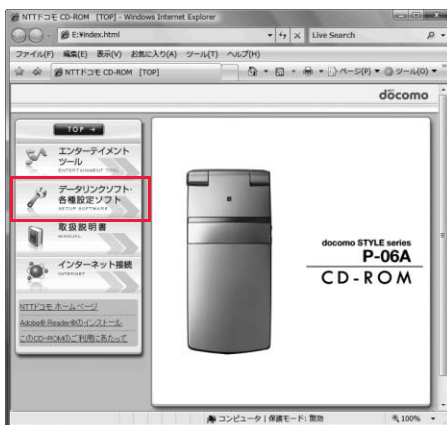 NTTドコモ CD-ROM [TOP] - Windows Internet Explorer
E:¥index.html
Live Search
ファイル(F) 編集(E) 表示(V) お気に入り(A) ツール(T) ヘルプ(H)
NTTドコモ CD-ROM [TOP]
ページ(P) ツール(O)
döcomo
TOP
エンターテイメント
ツール
ENTERTAINMENT TOOL
データリンクソフト・
各種設定ソフト
SETUP SOFTWARE
取扱説明書
MANUAL
インターネット接続
INTERNET
docomo STYLE series
P-06A
CD-ROM
NTTドコモ ホームページ
Adobe® Reader®のインストール
このCD-ROMのご利用にあたって
コンピュータ | 保護モード: 無効
100%